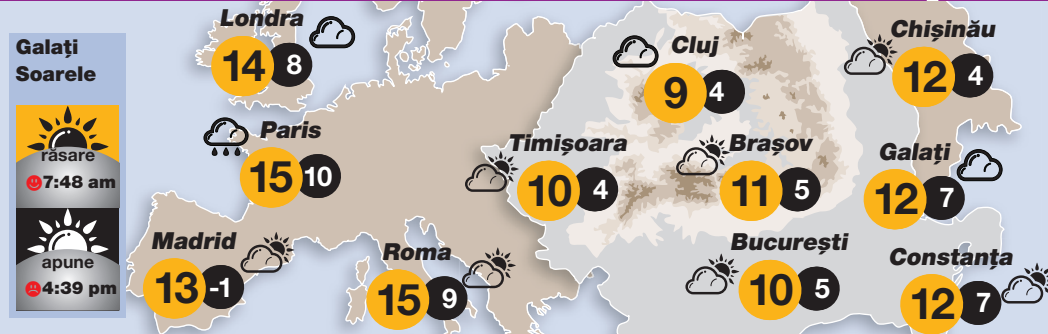 Galați
Soarele
răsare
7:48 am
apune
4:39 pm
Londra
14 8
Paris
15 10
Madrid
13 -1
Roma
15 9
Timișoara
10 4
Cluj
9 4
Brașov
11 5
București
10 5
Chișinău
12 4
Galați
12 7
Constanța
12 7